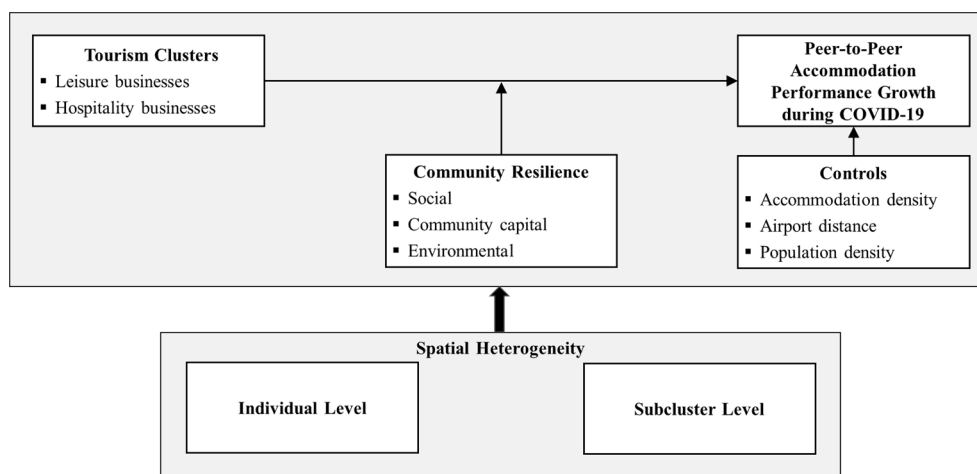 Tourism Clusters
▪ Leisure businesses
▪ Hospitality businesses
Peer-to-Peer
Accommodation
Performance Growth
during COVID-19
Community Resilience
▪ Social
▪ Community capital
▪ Environmental
Controls
▪ Accommodation density
▪ Airport distance
▪ Population density
Spatial Heterogeneity
Individual Level
Subcluster Level